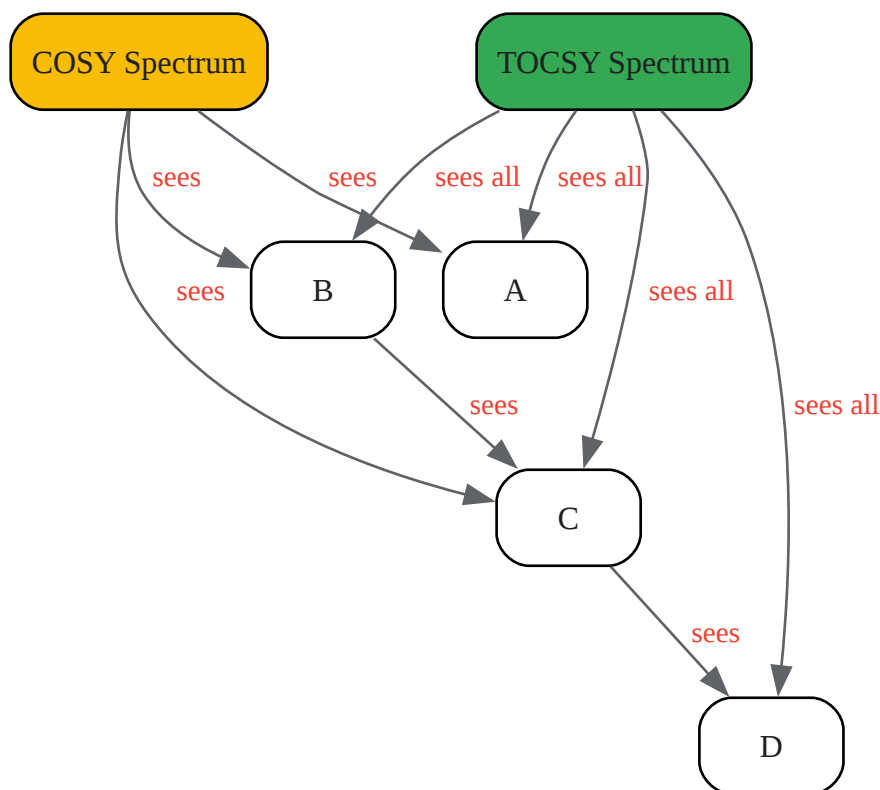 COSY Spectrum
TOCSY Spectrum
sees
sees
sees all
sees all
B
A
sees
sees all
sees
sees all
C
sees
D